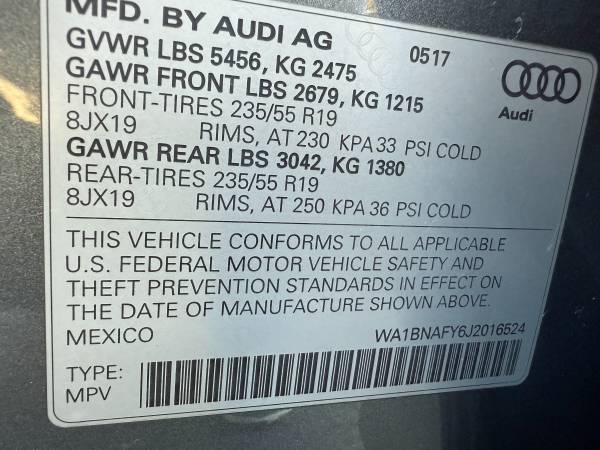 MFD. BY AUDI AG
0517
GVWR LBS 5456, KG 2475
GAWR FRONT LBS 2679, KG 1215
FRONT-TIRES 235/55 R19
8JX19 RIMS, AT 230 KPA 33 PSI COLD
GAWR REAR LBS 3042, KG 1380
REAR-TIRES 235/55 R19
8JX19 RIMS, AT 250 KPA 36 PSI COLD
Audi
THIS VEHICLE CONFORMS TO ALL APPLICABLE
U.S. FEDERAL MOTOR VEHICLE SAFETY AND
THEFT PREVENTION STANDARDS IN EFFECT ON
THE DATE OF MANUFACTURE SHOWN ABOVE.
MEXICO WA1BNAFY6J2016524
TYPE:
MPV